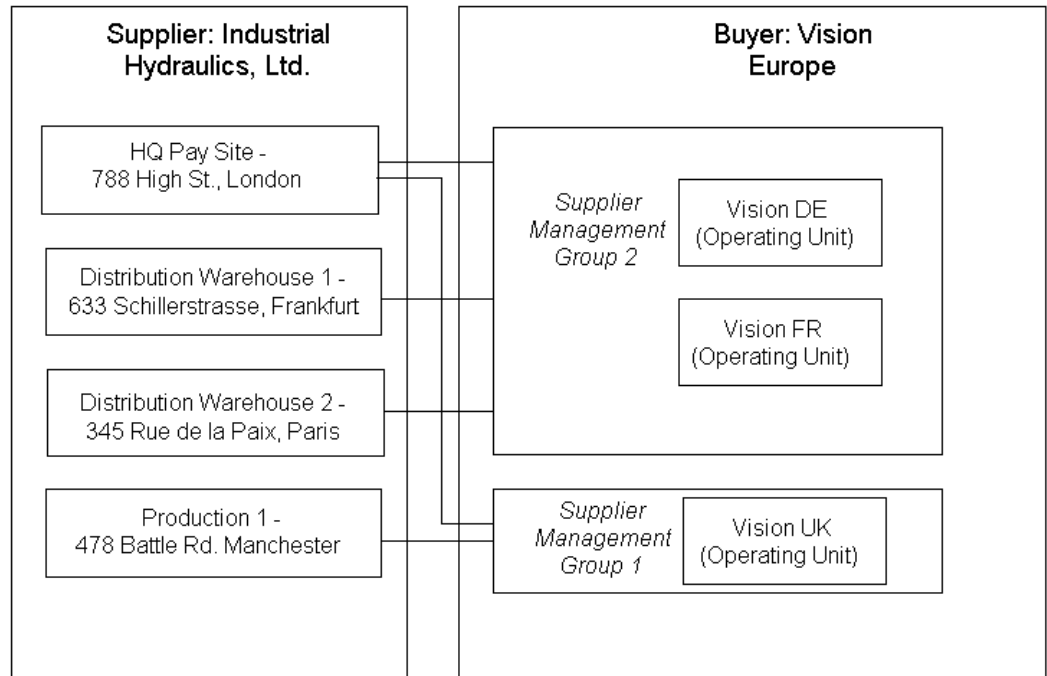 Supplier: Industrial
Hydraulics, Ltd.
HQ Pay Site -
788 High St., London
Distribution Warehouse 1 -
633 Schillerstrasse, Frankfurt
Distribution Warehouse 2 -
345 Rue de la Paix, Paris
Production 1 -
478 Battle Rd. Manchester
Buyer: Vision
Europe
Supplier
Management
Group 2
Vision DE
(Operating Unit)
Vision FR
(Operating Unit)
Supplier
Management
Group 1
Vision UK
(Operating Unit)